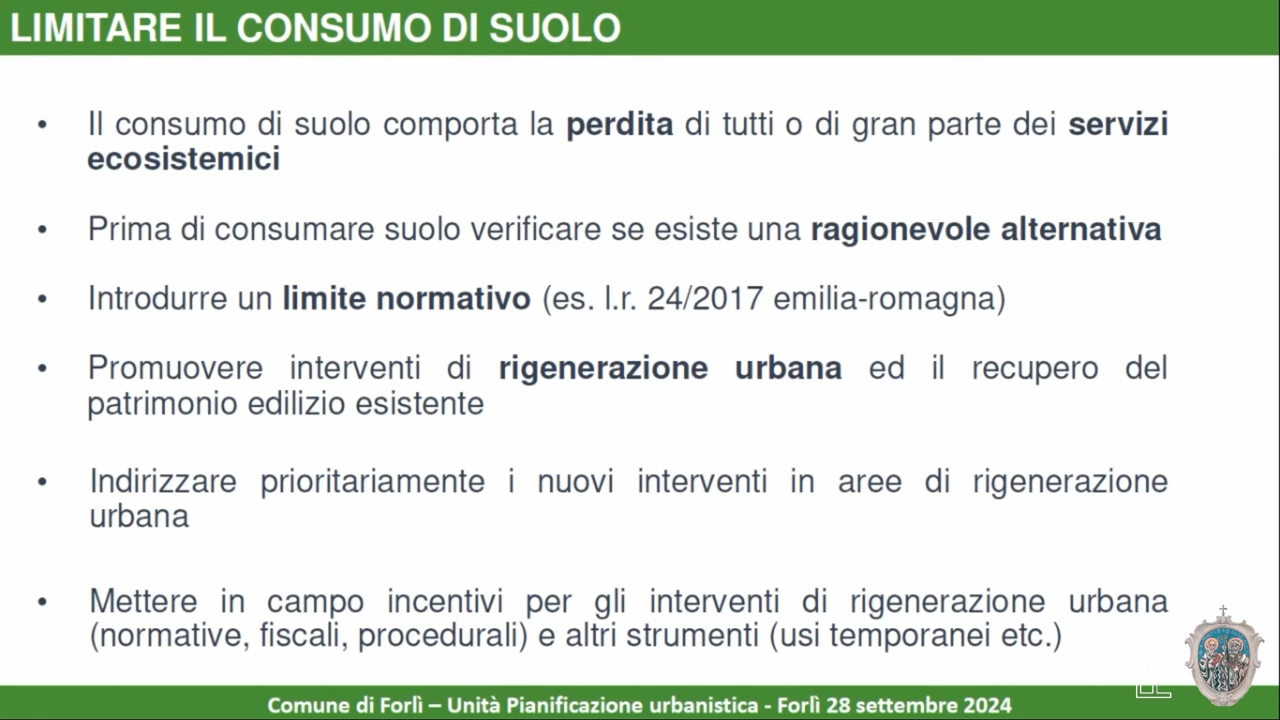 LIMITARE IL CONSUMO DI SUOLO
• Il consumo di suolo comporta la perdita di tutti o di gran parte dei servizi
ecosistemici
• Prima di consumare suolo verificare se esiste una ragionevole alternativa
• Introdurre un limite normativo (es. l.r. 24/2017 emilia-romagna)
• Promuovere interventi di rigenerazione urbana ed il recupero del
patrimonio edilizio esistente
• Indirizzare prioritariamente i nuovi interventi in aree di rigenerazione
urbana
• Mettere in campo incentivi per gli interventi di rigenerazione urbana
(normative, fiscali, procedurali) e altri strumenti (usi temporanei etc.)
Comune di Forlì – Unità Pianificazione urbanistica - Forlì 28 settembre 2024